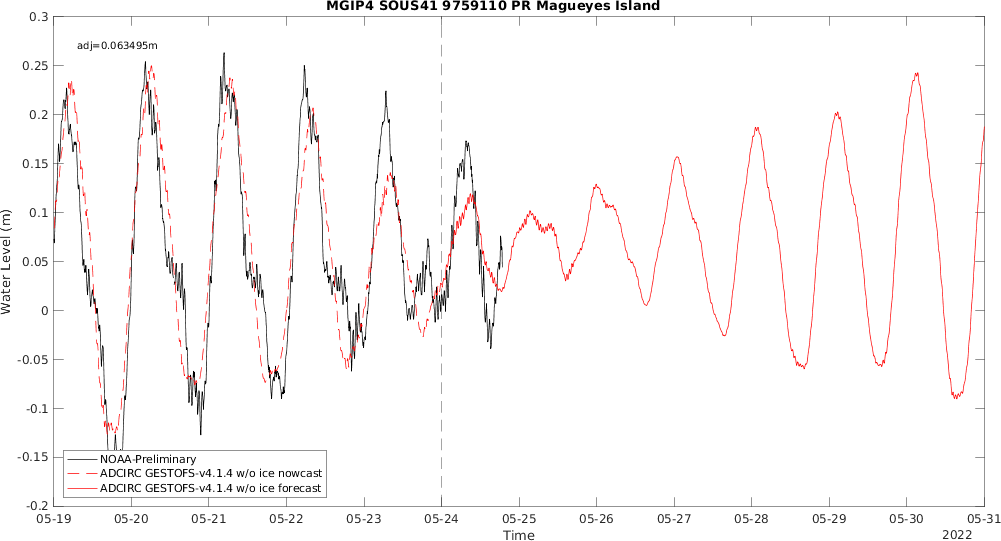 MGIP4 SOUS41 9759110 PR Magueyes Island
adj=0.063495m
0.3
0.25
0.2
0.15
0.1
0.05
0
-0.05
-0.1
-0.15
-0.2
Water Level (m)
NOAA-Preliminary
ADCIRC GESTOFS-v4.1.4 w/o ice nowcast
ADCIRC GESTOFS-v4.1.4 w/o ice forecast
05-19 05-20 05-21 05-22 05-23 05-24 05-25 05-26 05-27 05-28 05-29 05-30 05-31
Time
2022